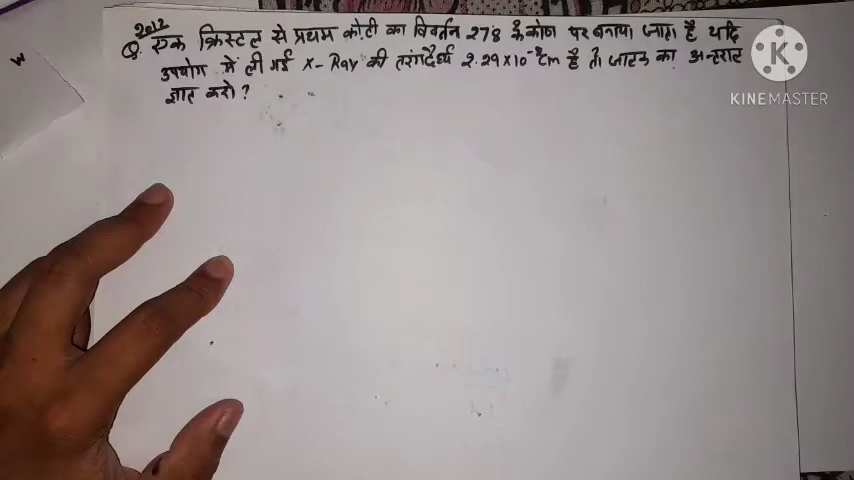 2012
Q. एक क्रिस्टल से प्रथम कोटी का विवर्तन 27.8 के कोण पर बनाया जाता है यदि
उपयोग में ली गई X-Ray की तरंगदैर्ध्य 2.29×10⁻⁸cm है तो जालक का अन्तराल
ज्ञात करो?
K
KINEMASTER